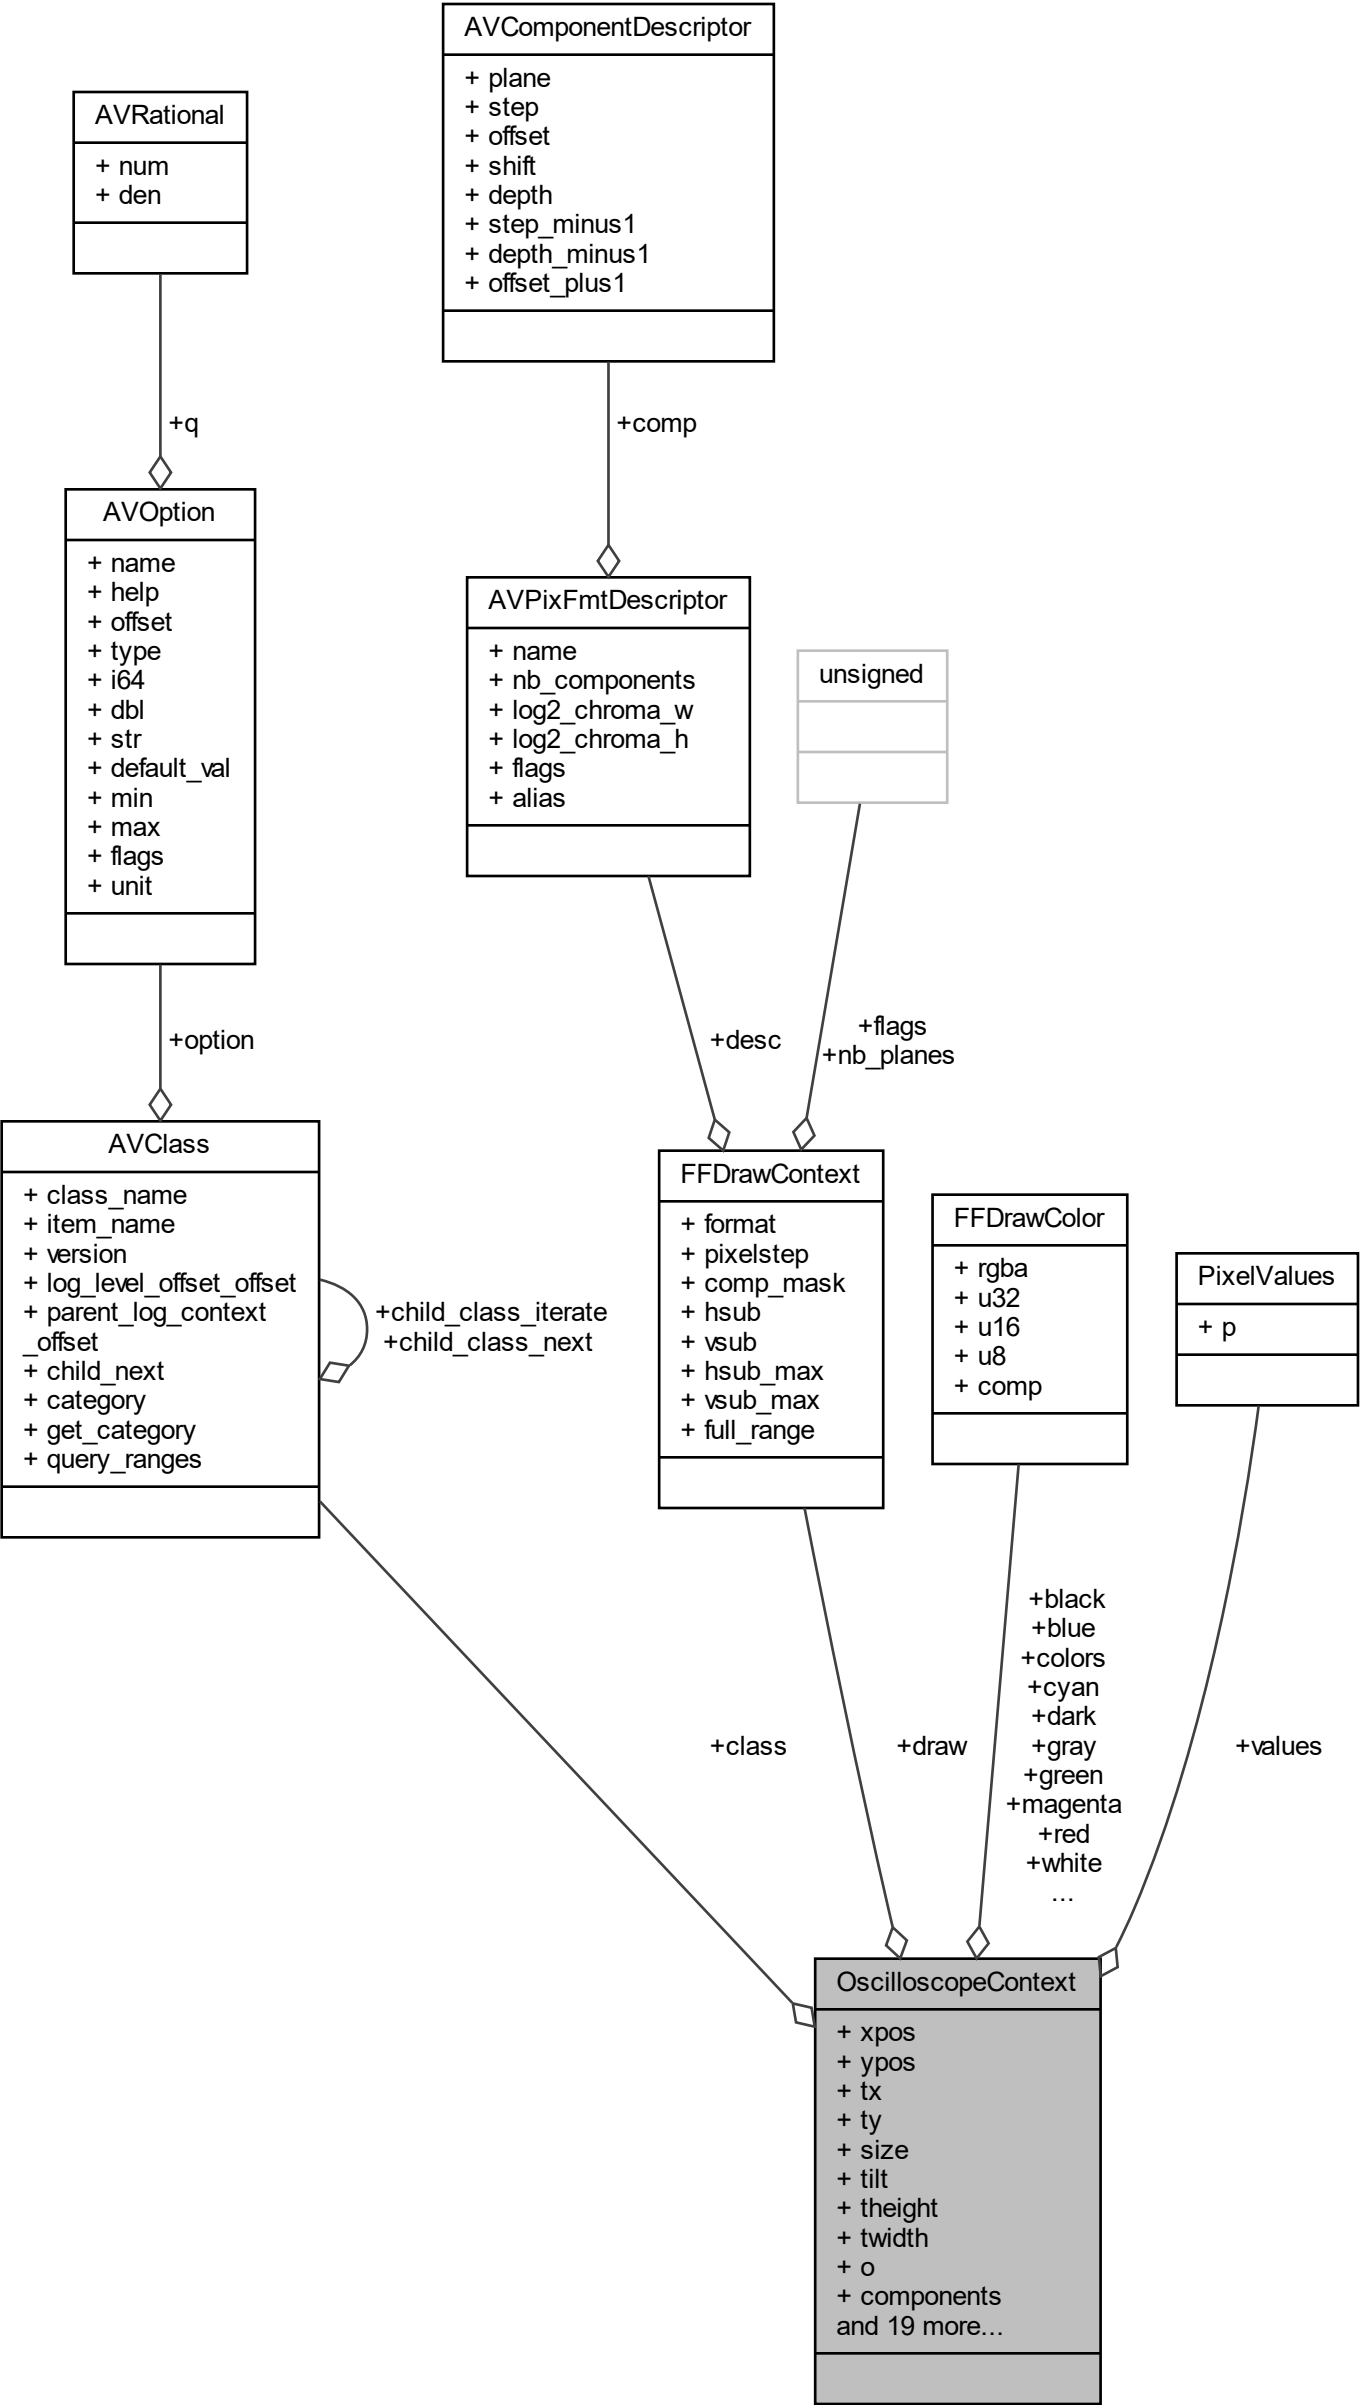 AVComponentDescriptor
+ plane
+ step
+ offset
+ shift
+ depth
+ step_minus1
+ depth_minus1
+ offset_plus1
AVRational
+ num
+ den
+q
+comp
AVOption
+ name
+ help
+ offset
+ type
+ i64
+ dbl
+ str
+ default_val
+ min
+ max
+ flags
+ unit
AVPixFmtDescriptor
+ name
+ nb_components
+ log2_chroma_w
+ log2_chroma_h
+ flags
+ alias
unsigned
+option
+desc
+flags
+nb_planes
AVClass
+ class_name
+ item_name
+ version
+ log_level_offset_offset
+ parent_log_context
_offset
+ child_next
+ category
+ get_category
+ query_ranges
+child_class_iterate
+child_class_next
FFDrawContext
+ format
+ pixelstep
+ comp_mask
+ hsub
+ vsub
+ hsub_max
+ vsub_max
+ full_range
FFDrawColor
+ rgba
+ u32
+ u16
+ u8
+ comp
PixelValues
+ p
+class
+draw
+black
+blue
+colors
+cyan
+dark
+gray
+green
+magenta
+red
+white
...
+values
OscilloscopeContext
+ xpos
+ ypos
+ tx
+ ty
+ size
+ tilt
+ theight
+ twidth
+ o
+ components
and 19 more...